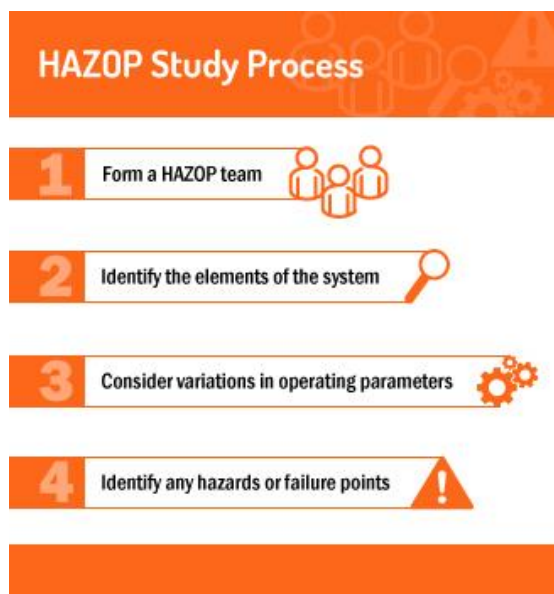 HAZOP Study Process
1 Form a HAZOP team
2 Identify the elements of the system
3 Consider variations in operating parameters
4 Identify any hazards or failure points